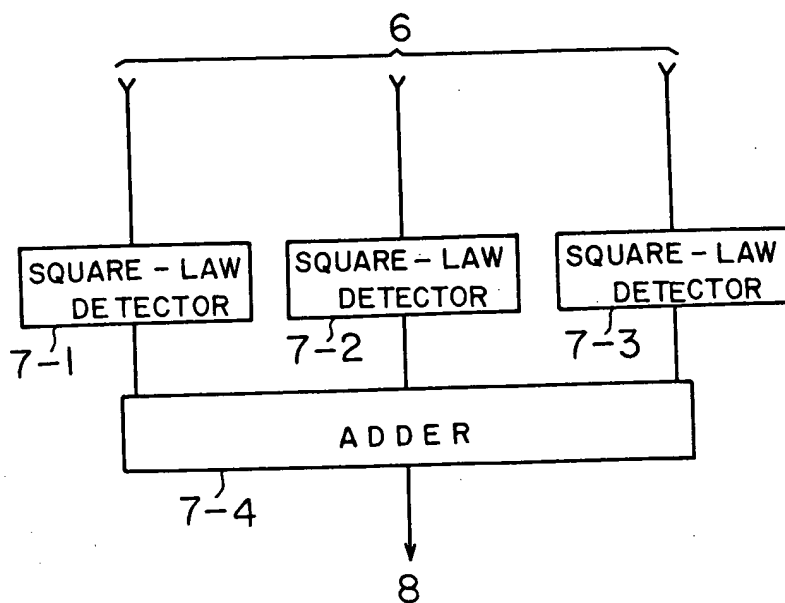 6
SQUARE-LAW
DETECTOR
SQUARE-LAW
DETECTOR
SQUARE-LAW
DETECTOR
7-1
7-2
7-3
ADDER
7-4
8